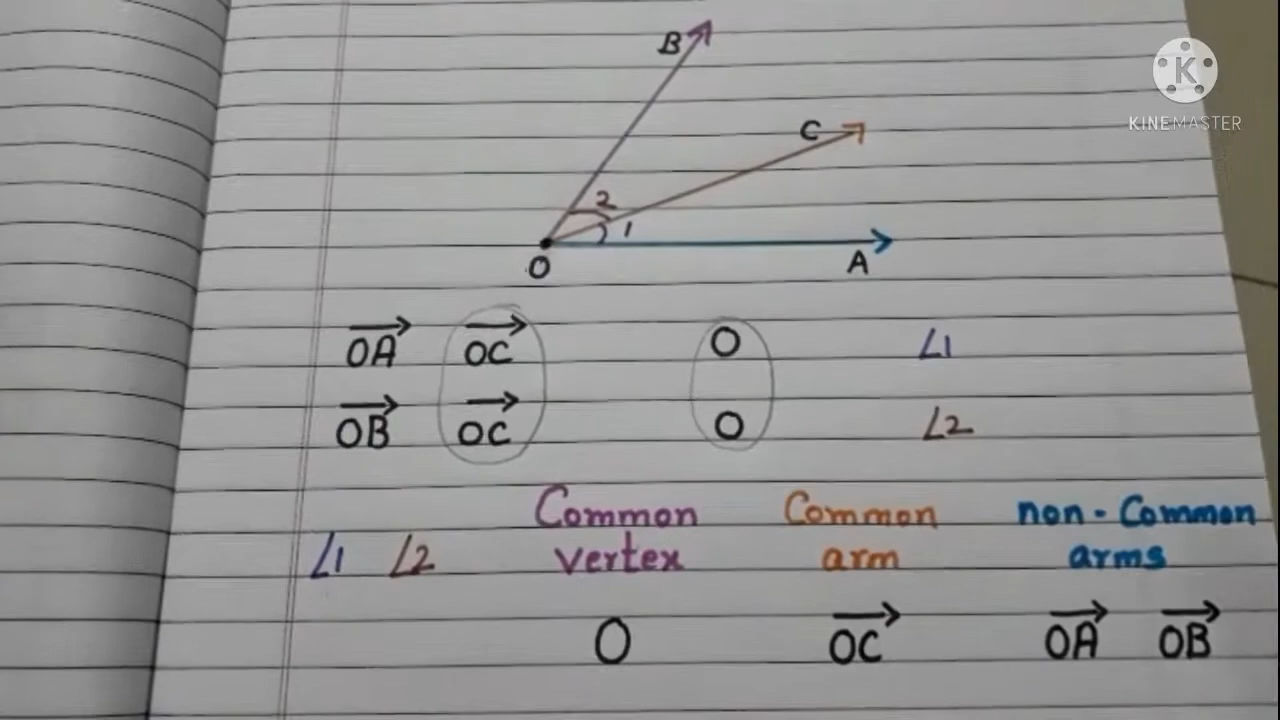 B
C
2
1
O
A
OA OC O ∠1
OB OC O ∠2
Common Common non-Common
∠1 ∠2 vertex arm arms
O OC OA OB
K
KINEMASTER